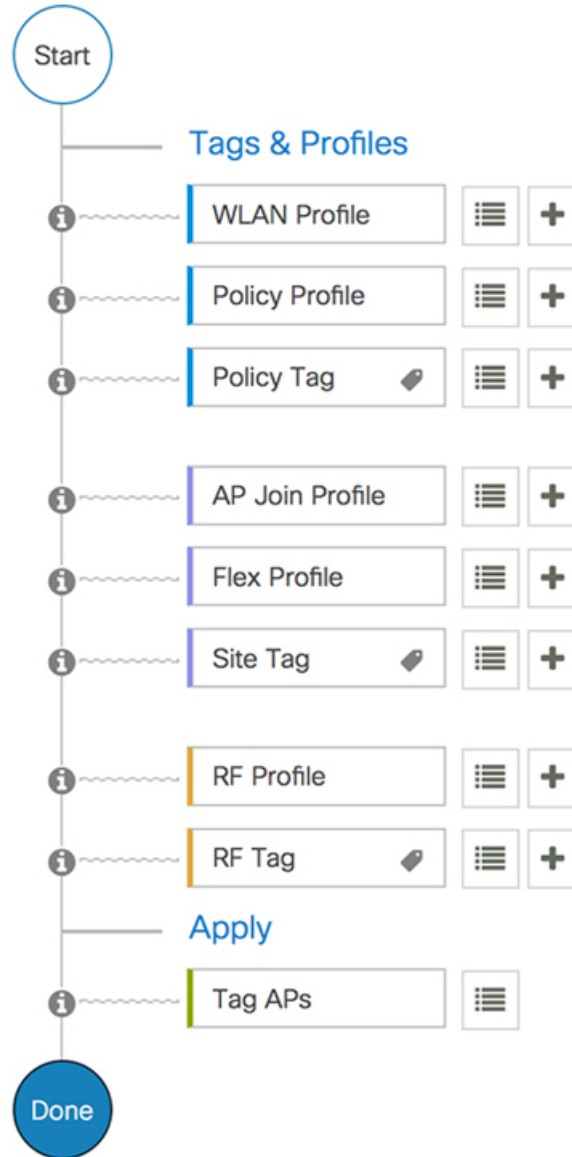 Start
Tags & Profiles
WLAN Profile
Policy Profile
Policy Tag
AP Join Profile
Flex Profile
Site Tag
RF Profile
RF Tag
Apply
Tag APs
Done